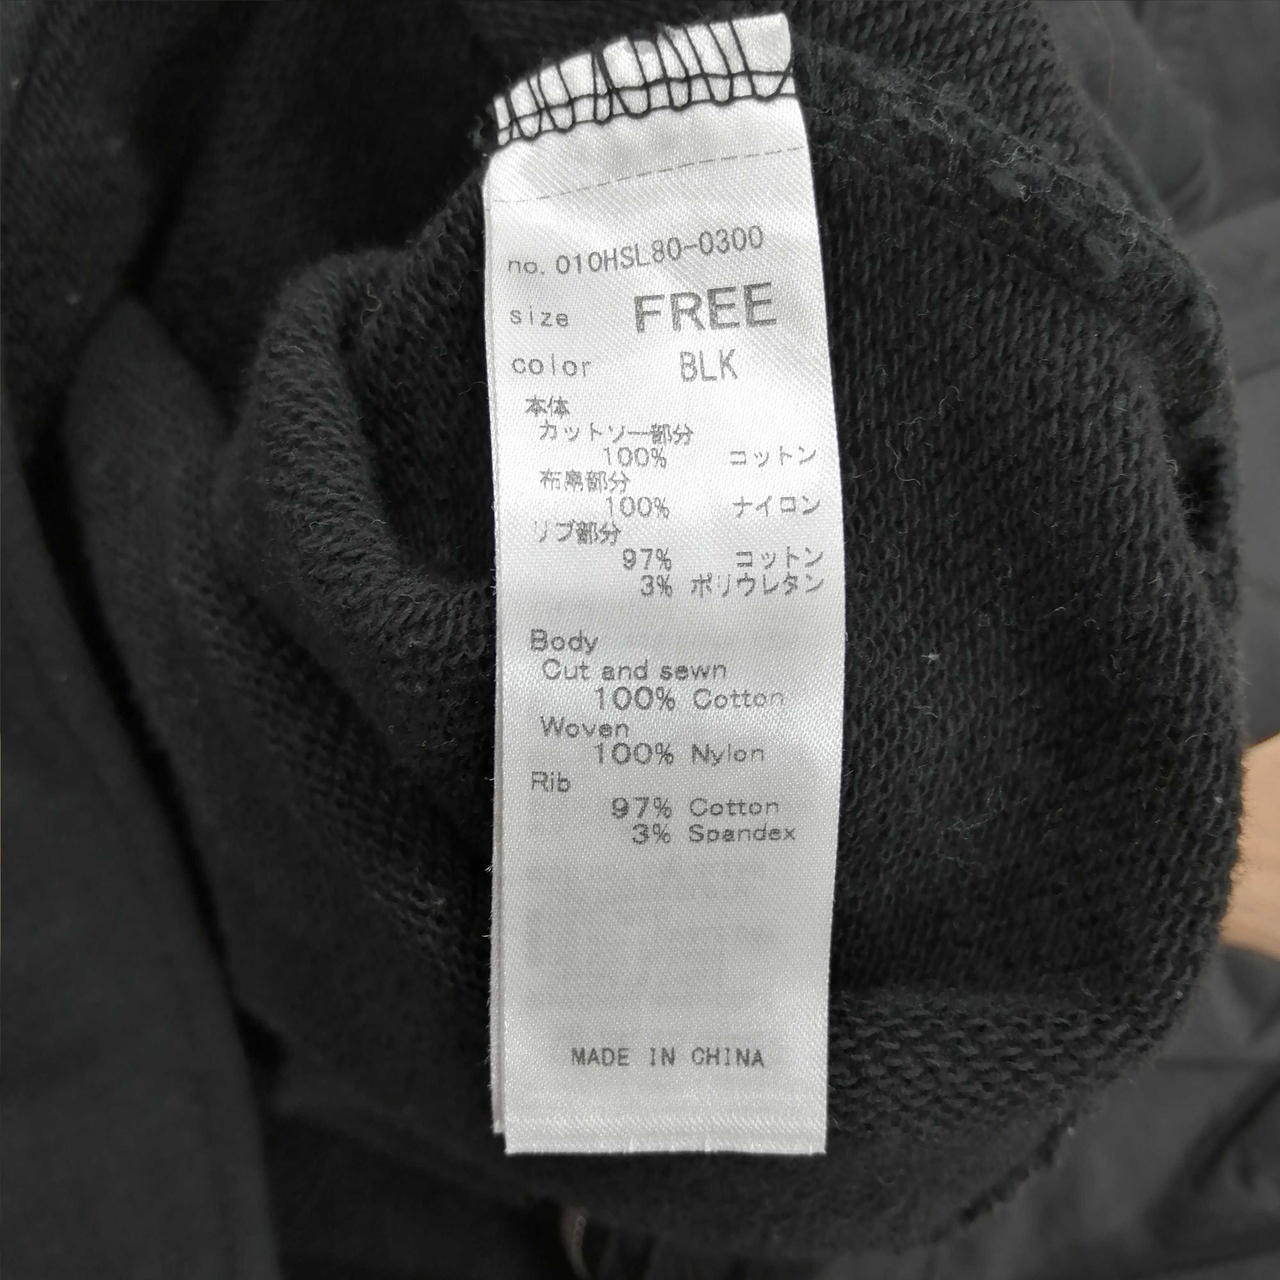 no. 010HSL80-0300
size FREE
color BLK
本体
カットソー部分
100% コットン
布帛部分
100% ナイロン
リブ部分
97% コットン
3% ポリウレタン
Body
Cut and sewn
100% Cotton
Woven
100% Nylon
Rib
97% Cotton
3% Spandex
MADE IN CHINA